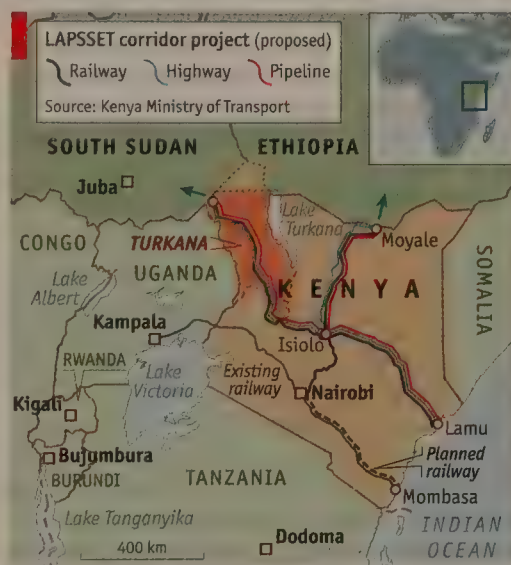 LAPSSET corridor project (proposed)
Railway
Highway
Pipeline
Source: Kenya Ministry of Transport
SOUTH SUDAN
ETHIOPIA
Juba
Lake
Turkana
Moyale
CONGO
TURKANA
UGANDA
Lake
Albert
KENYA
SOMALIA
Kampala
Isiolo
RWANDA
Lake
Victoria
Existing
railway
Nairobi
Kigali
Lamu
Bujumbura
BURUNDI
Planned
railway
TANZANIA
Mombasa
Lake Tanganyika
INDIAN
OCEAN
400 km
Dodoma